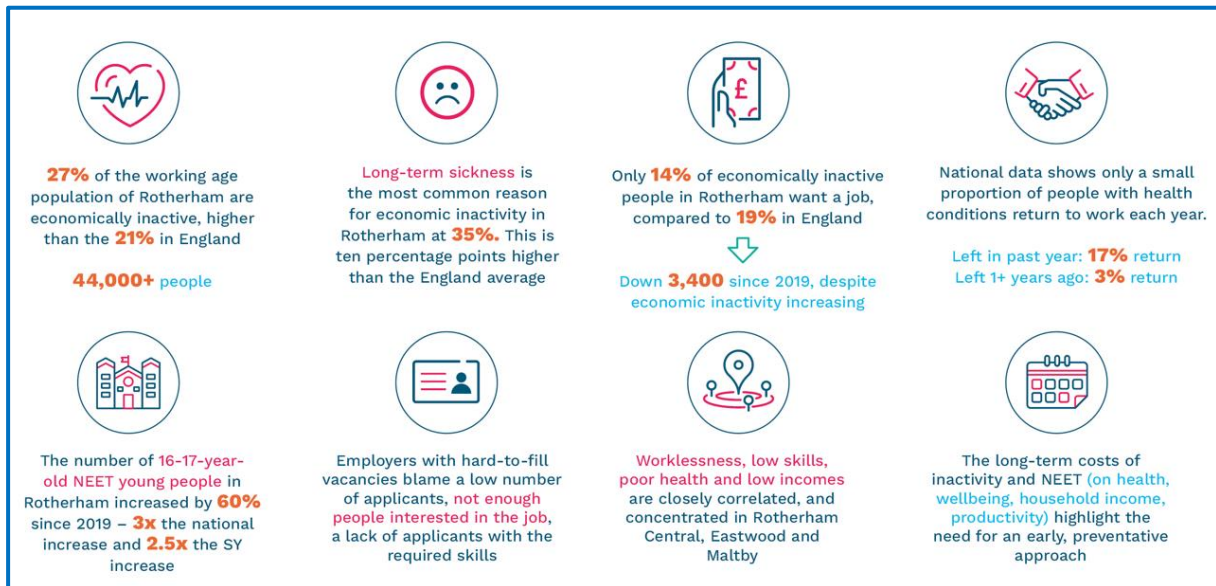 £
27% of the working age
population of Rotherham are
economically inactive, higher
than the 21% in England
44,000+ people
Long-term sickness is
the most common reason
for economic inactivity in
Rotherham at 35%. This is
ten percentage points higher
than the England average
Only 14% of economically inactive
people in Rotherham want a job,
compared to 19% in England
Down 3,400 since 2019, despite
economic inactivity increasing
National data shows only a small
proportion of people with health
conditions return to work each year.
Left in past year: 17% return
Left 1+ years ago: 3% return
The number of 16-17-year-
old NEET young people in
Rotherham increased by 60%
since 2019 – 3x the national
increase and 2.5x the SY
increase
Employers with hard-to-fill
vacancies blame a low number
of applicants, not enough
people interested in the job,
a lack of applicants with the
required skills
Worklessness, low skills,
poor health and low incomes
are closely correlated, and
concentrated in Rotherham
Central, Eastwood and
Maltby
The long-term costs of
inactivity and NEET (on health,
wellbeing, household income,
productivity) highlight the
need for an early, preventative
approach